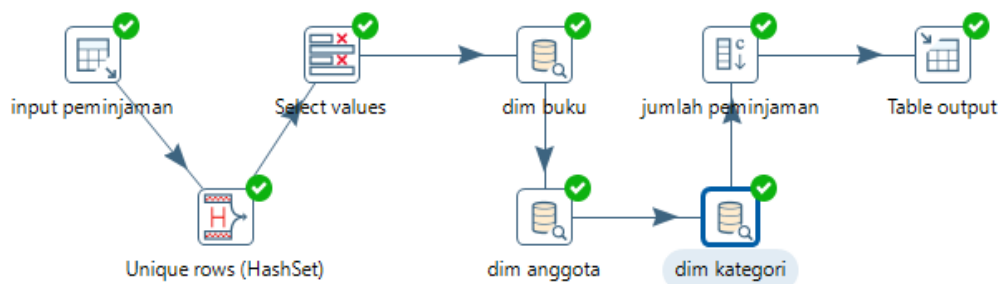 input peminjaman
Select values
dim buku
jumlah peminjaman
Table output
Unique rows (HashSet)
dim anggota
dim kategori